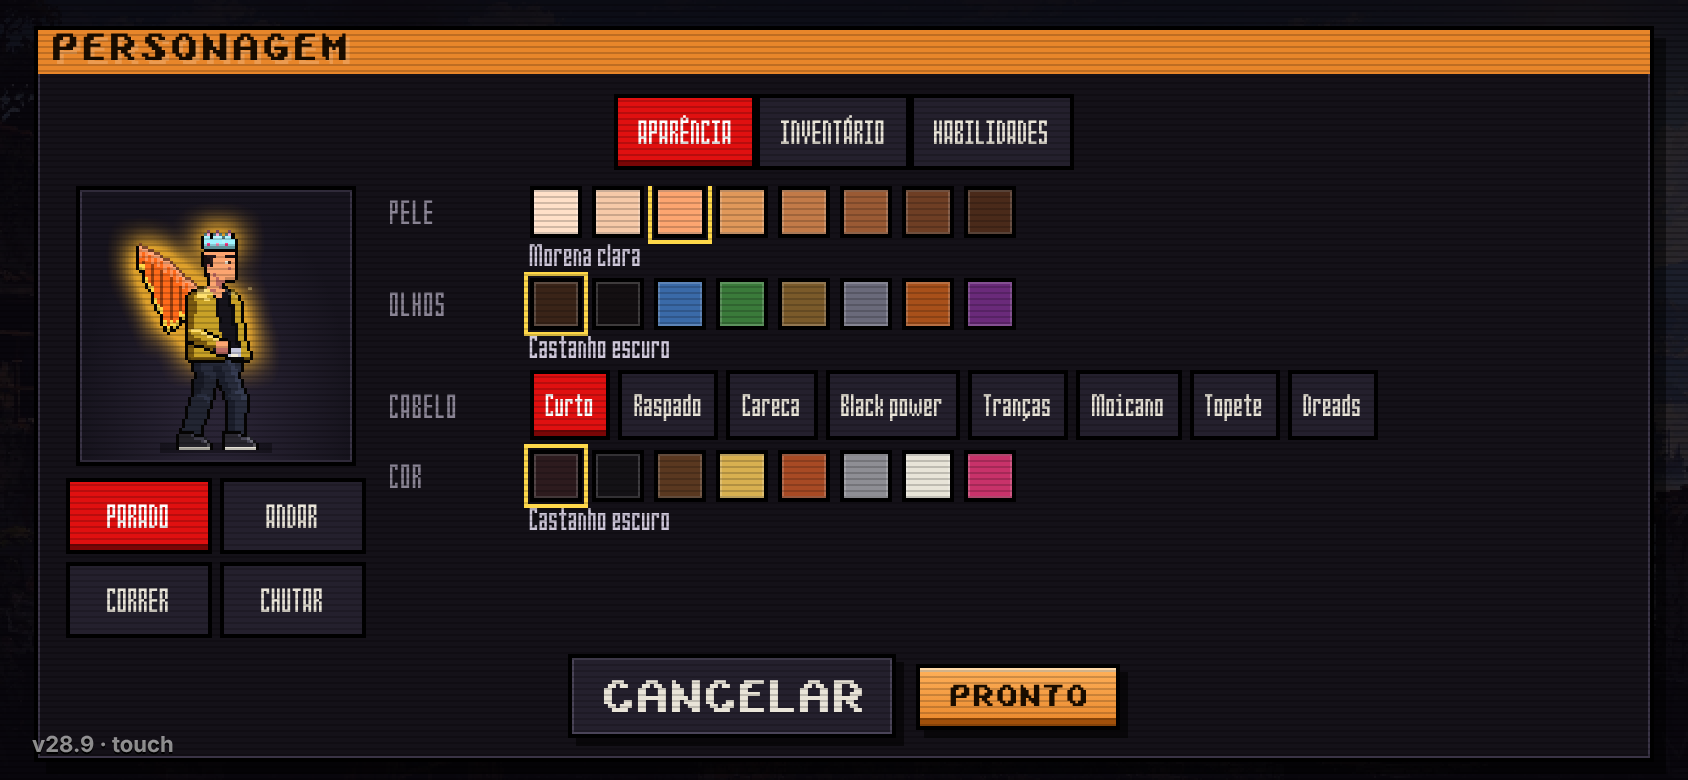 PERSONAGEM
APARÊNCIA INVENTÁRIO HABILIDADES
PELE
Morena clara
OLHOS
Castanho escuro
CABELO Curto Raspado Careca Black power Tranças Moicano Topete Dreads
COR
Castanho escuro
PARADO ANDAR
CORRER CHUTAR
CANCELAR PRONTO
v28.9 · touch